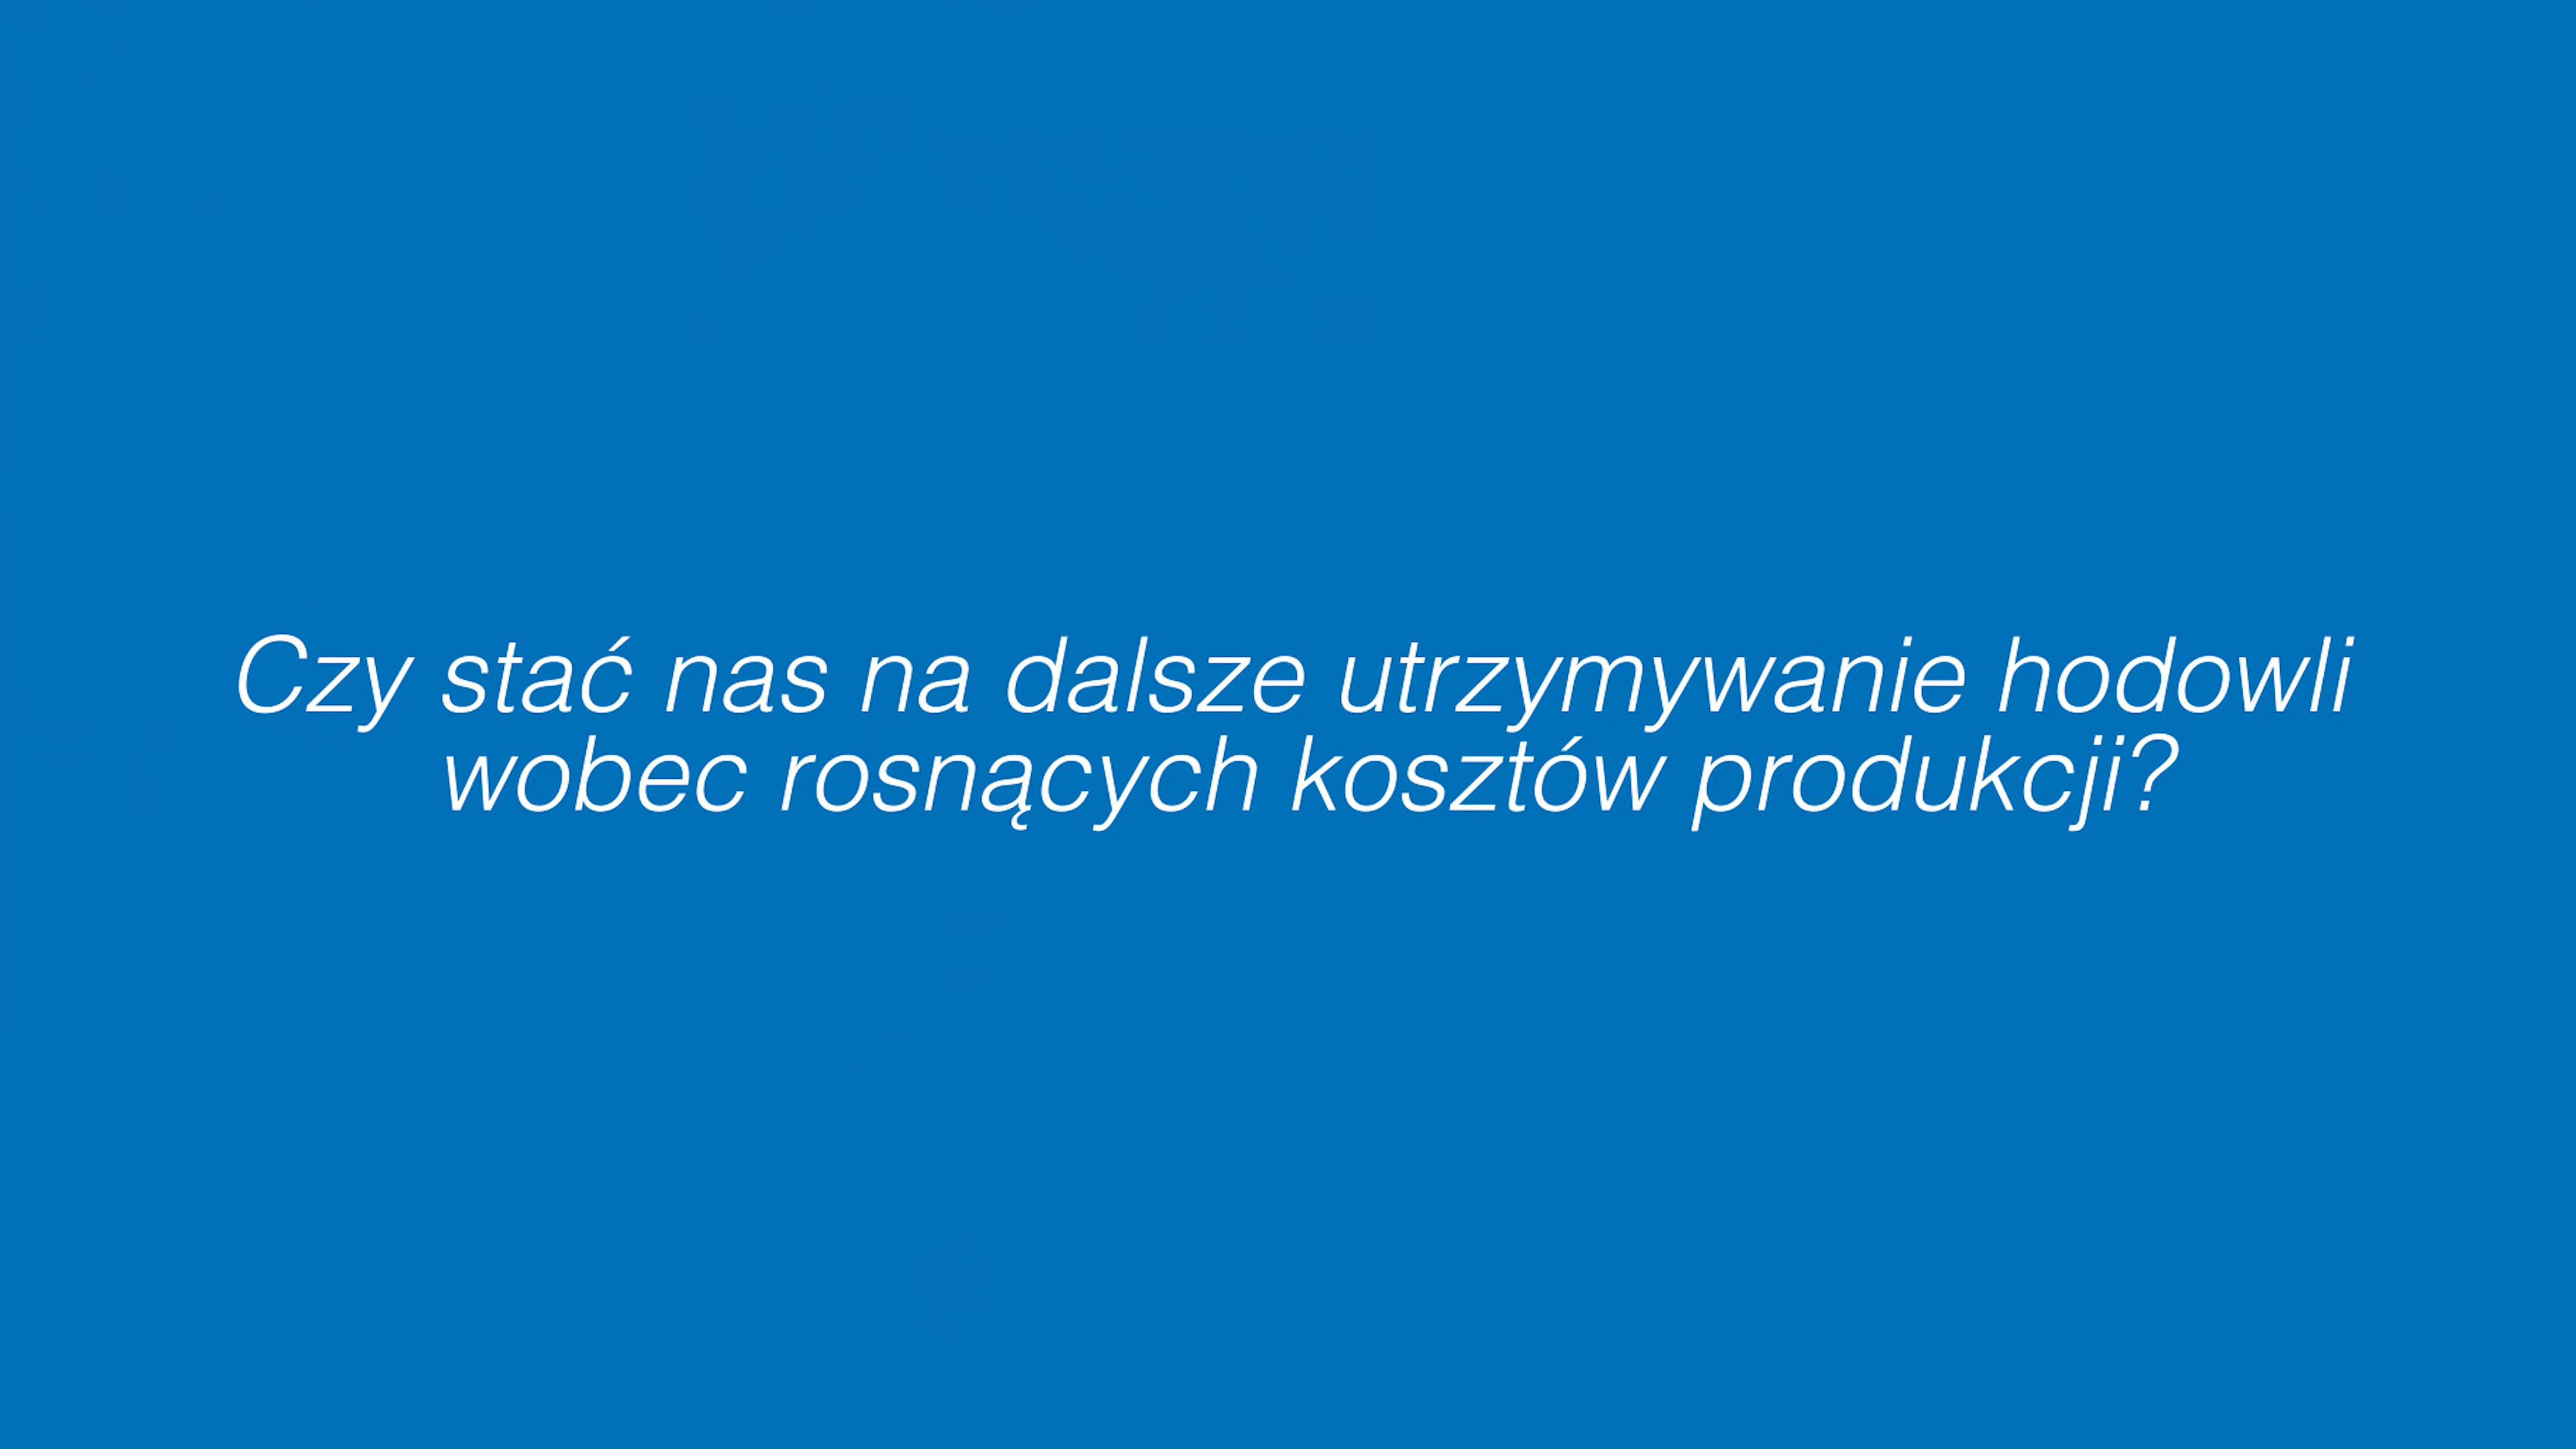 Czy stać nas na dalsze utrzymywanie hodowli
wobec rosnących kosztów produkcji?